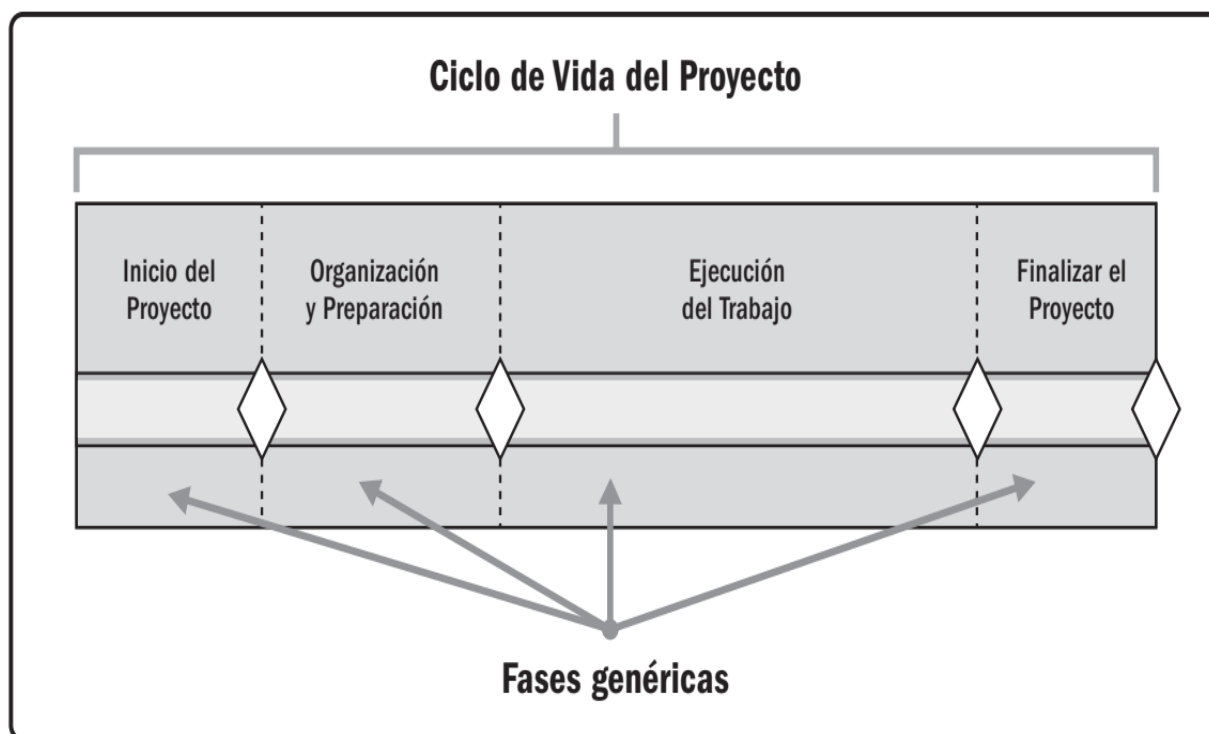 Ciclo de Vida del Proyecto
Inicio del
Proyecto
Organización
y Preparación
Ejecución
del Trabajo
Finalizar el
Proyecto
Fases genéricas